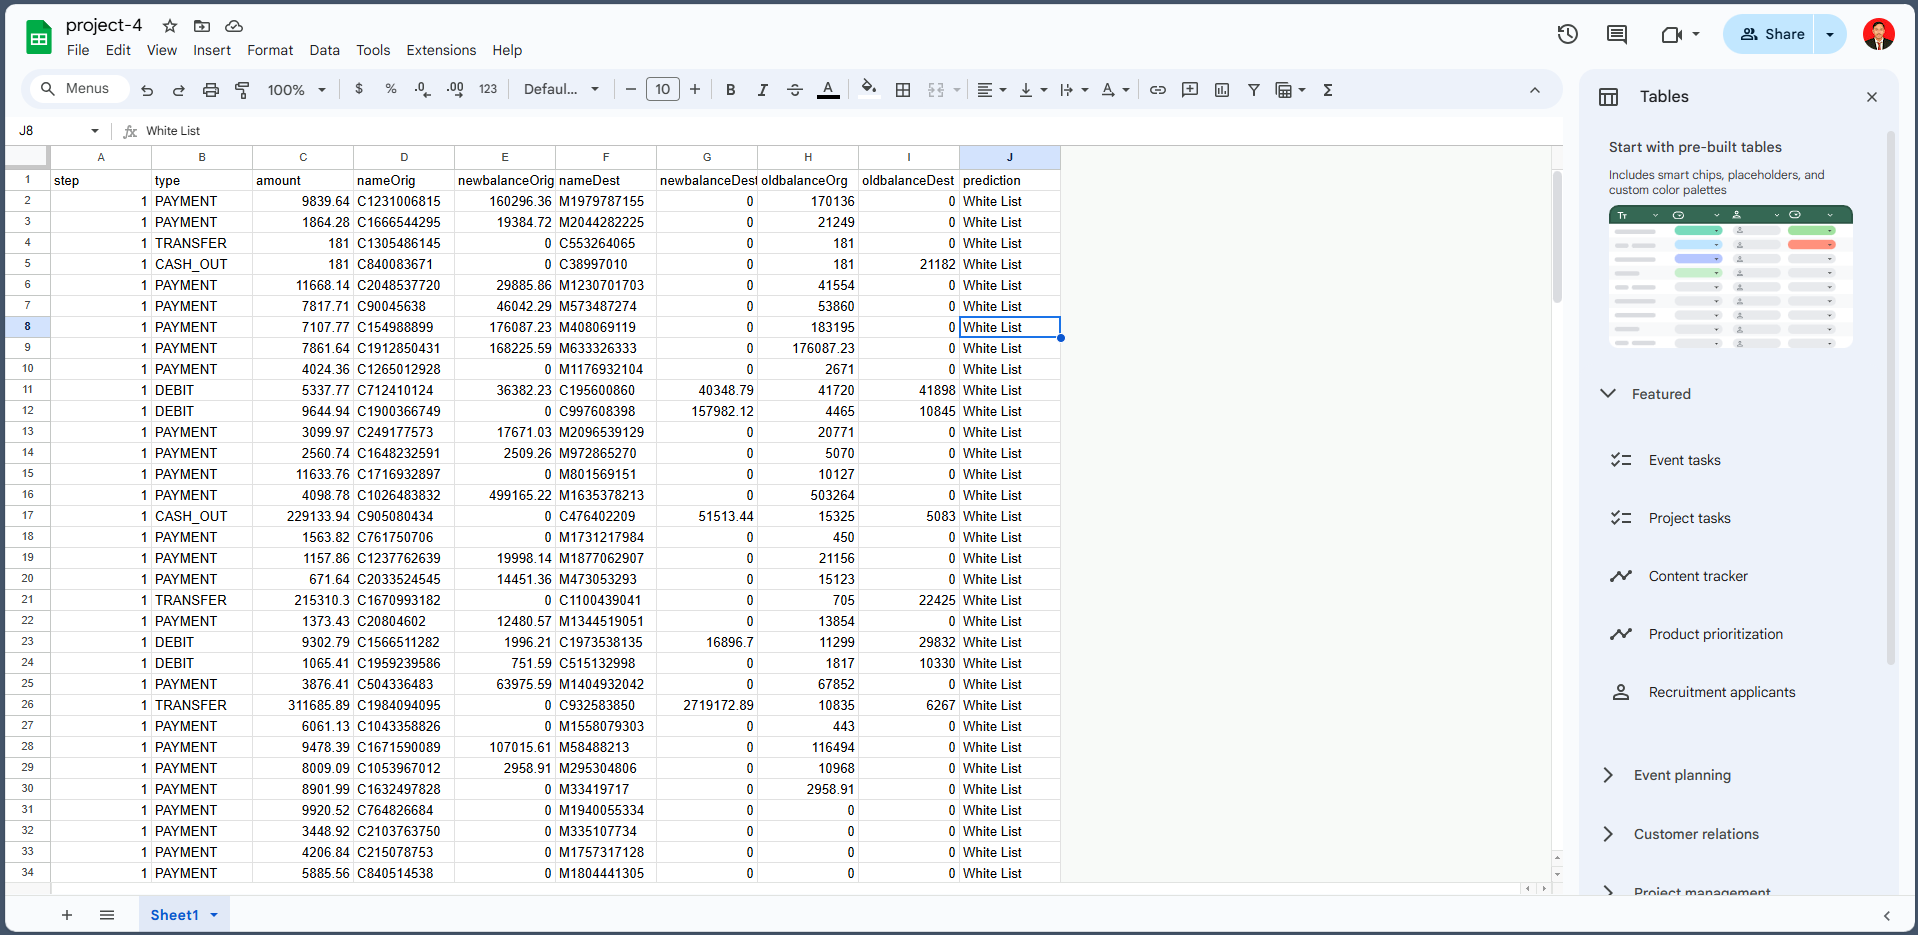 project-4
File Edit View Insert Format Data Tools Extensions Help
Share
Menus 100% $ % .0 .00 123 Defaul... 10 B I A Σ
J8 fx White List
A B C D E F G H I J
1 step type amount nameOrig newbalanceOrig nameDest newbalanceDest oldbalanceOrg oldbalanceDest prediction
2 1 PAYMENT 9839.64 C1231006815 160296.36 M1979787155 0 170136 0 White List
3 1 PAYMENT 1864.28 C1666544295 19384.72 M2044282225 0 21249 0 White List
4 1 TRANSFER 181 C1305486145 0 C553264065 0 181 0 White List
5 1 CASH_OUT 181 C840083671 0 C38997010 0 181 21182 White List
6 1 PAYMENT 11668.14 C2048537720 29885.86 M1230701703 0 41554 0 White List
7 1 PAYMENT 7817.71 C90045638 46042.29 M573487274 0 53860 0 White List
8 1 PAYMENT 7107.77 C154988899 176087.23 M408069119 0 183195 0 White List
9 1 PAYMENT 7861.64 C1912850431 168225.59 M633326333 0 176087.23 0 White List
10 1 PAYMENT 4024.36 C1265012928 0 M1176932104 0 2671 0 White List
11 1 DEBIT 5337.77 C712410124 36382.23 C195600860 40348.79 41720 41898 White List
12 1 DEBIT 9644.94 C1900366749 0 C997608398 157982.12 4465 10845 White List
13 1 PAYMENT 3099.97 C249177573 17671.03 M2096539129 0 20771 0 White List
14 1 PAYMENT 2560.74 C1648232591 2509.26 M972865270 0 5070 0 White List
15 1 PAYMENT 11633.76 C1716932897 0 M801569151 0 10127 0 White List
16 1 PAYMENT 4098.78 C1026483832 499165.22 M1635378213 0 503264 0 White List
17 1 CASH_OUT 229133.94 C905080434 0 C476402209 51513.44 15325 5083 White List
18 1 PAYMENT 1563.82 C761750706 0 M1731217984 0 450 0 White List
19 1 PAYMENT 1157.86 C1237762639 19998.14 M1877062907 0 21156 0 White List
20 1 PAYMENT 671.64 C2033524545 14451.36 M473053293 0 15123 0 White List
21 1 TRANSFER 215310.3 C1670993182 0 C1100439041 0 705 22425 White List
22 1 PAYMENT 1373.43 C20804602 12480.57 M1344519051 0 13854 0 White List
23 1 DEBIT 9302.79 C1566511282 1996.21 C1973538135 16896.7 11299 29832 White List
24 1 DEBIT 1065.41 C1959239586 751.59 C515132998 0 1817 10330 White List
25 1 PAYMENT 3876.41 C504336483 63975.59 M1404932042 0 67852 0 White List
26 1 TRANSFER 311685.89 C1984094095 0 C932583850 2719172.89 10835 6267 White List
27 1 PAYMENT 6061.13 C1043358826 0 M1558079303 0 443 0 White List
28 1 PAYMENT 9478.39 C1671590089 107015.61 M58488213 0 116494 0 White List
29 1 PAYMENT 8009.09 C1053967012 2958.91 M295304806 0 10968 0 White List
30 1 PAYMENT 8901.99 C1632497828 0 M33419717 0 2958.91 0 White List
31 1 PAYMENT 9920.52 C764826684 0 M1940055334 0 0 0 White List
32 1 PAYMENT 3448.92 C2103763750 0 M335107734 0 0 0 White List
33 1 PAYMENT 4206.84 C215078753 0 M1757317128 0 0 0 White List
34 1 PAYMENT 5885.56 C840514538 0 M1804441305 0 0 0 White List
Sheet1
Tables
Start with pre-built tables
Includes smart chips, placeholders, and
custom color palettes
Tт
Featured
Event tasks
Project tasks
Content tracker
Product prioritization
Recruitment applicants
Event planning
Customer relations
Project management